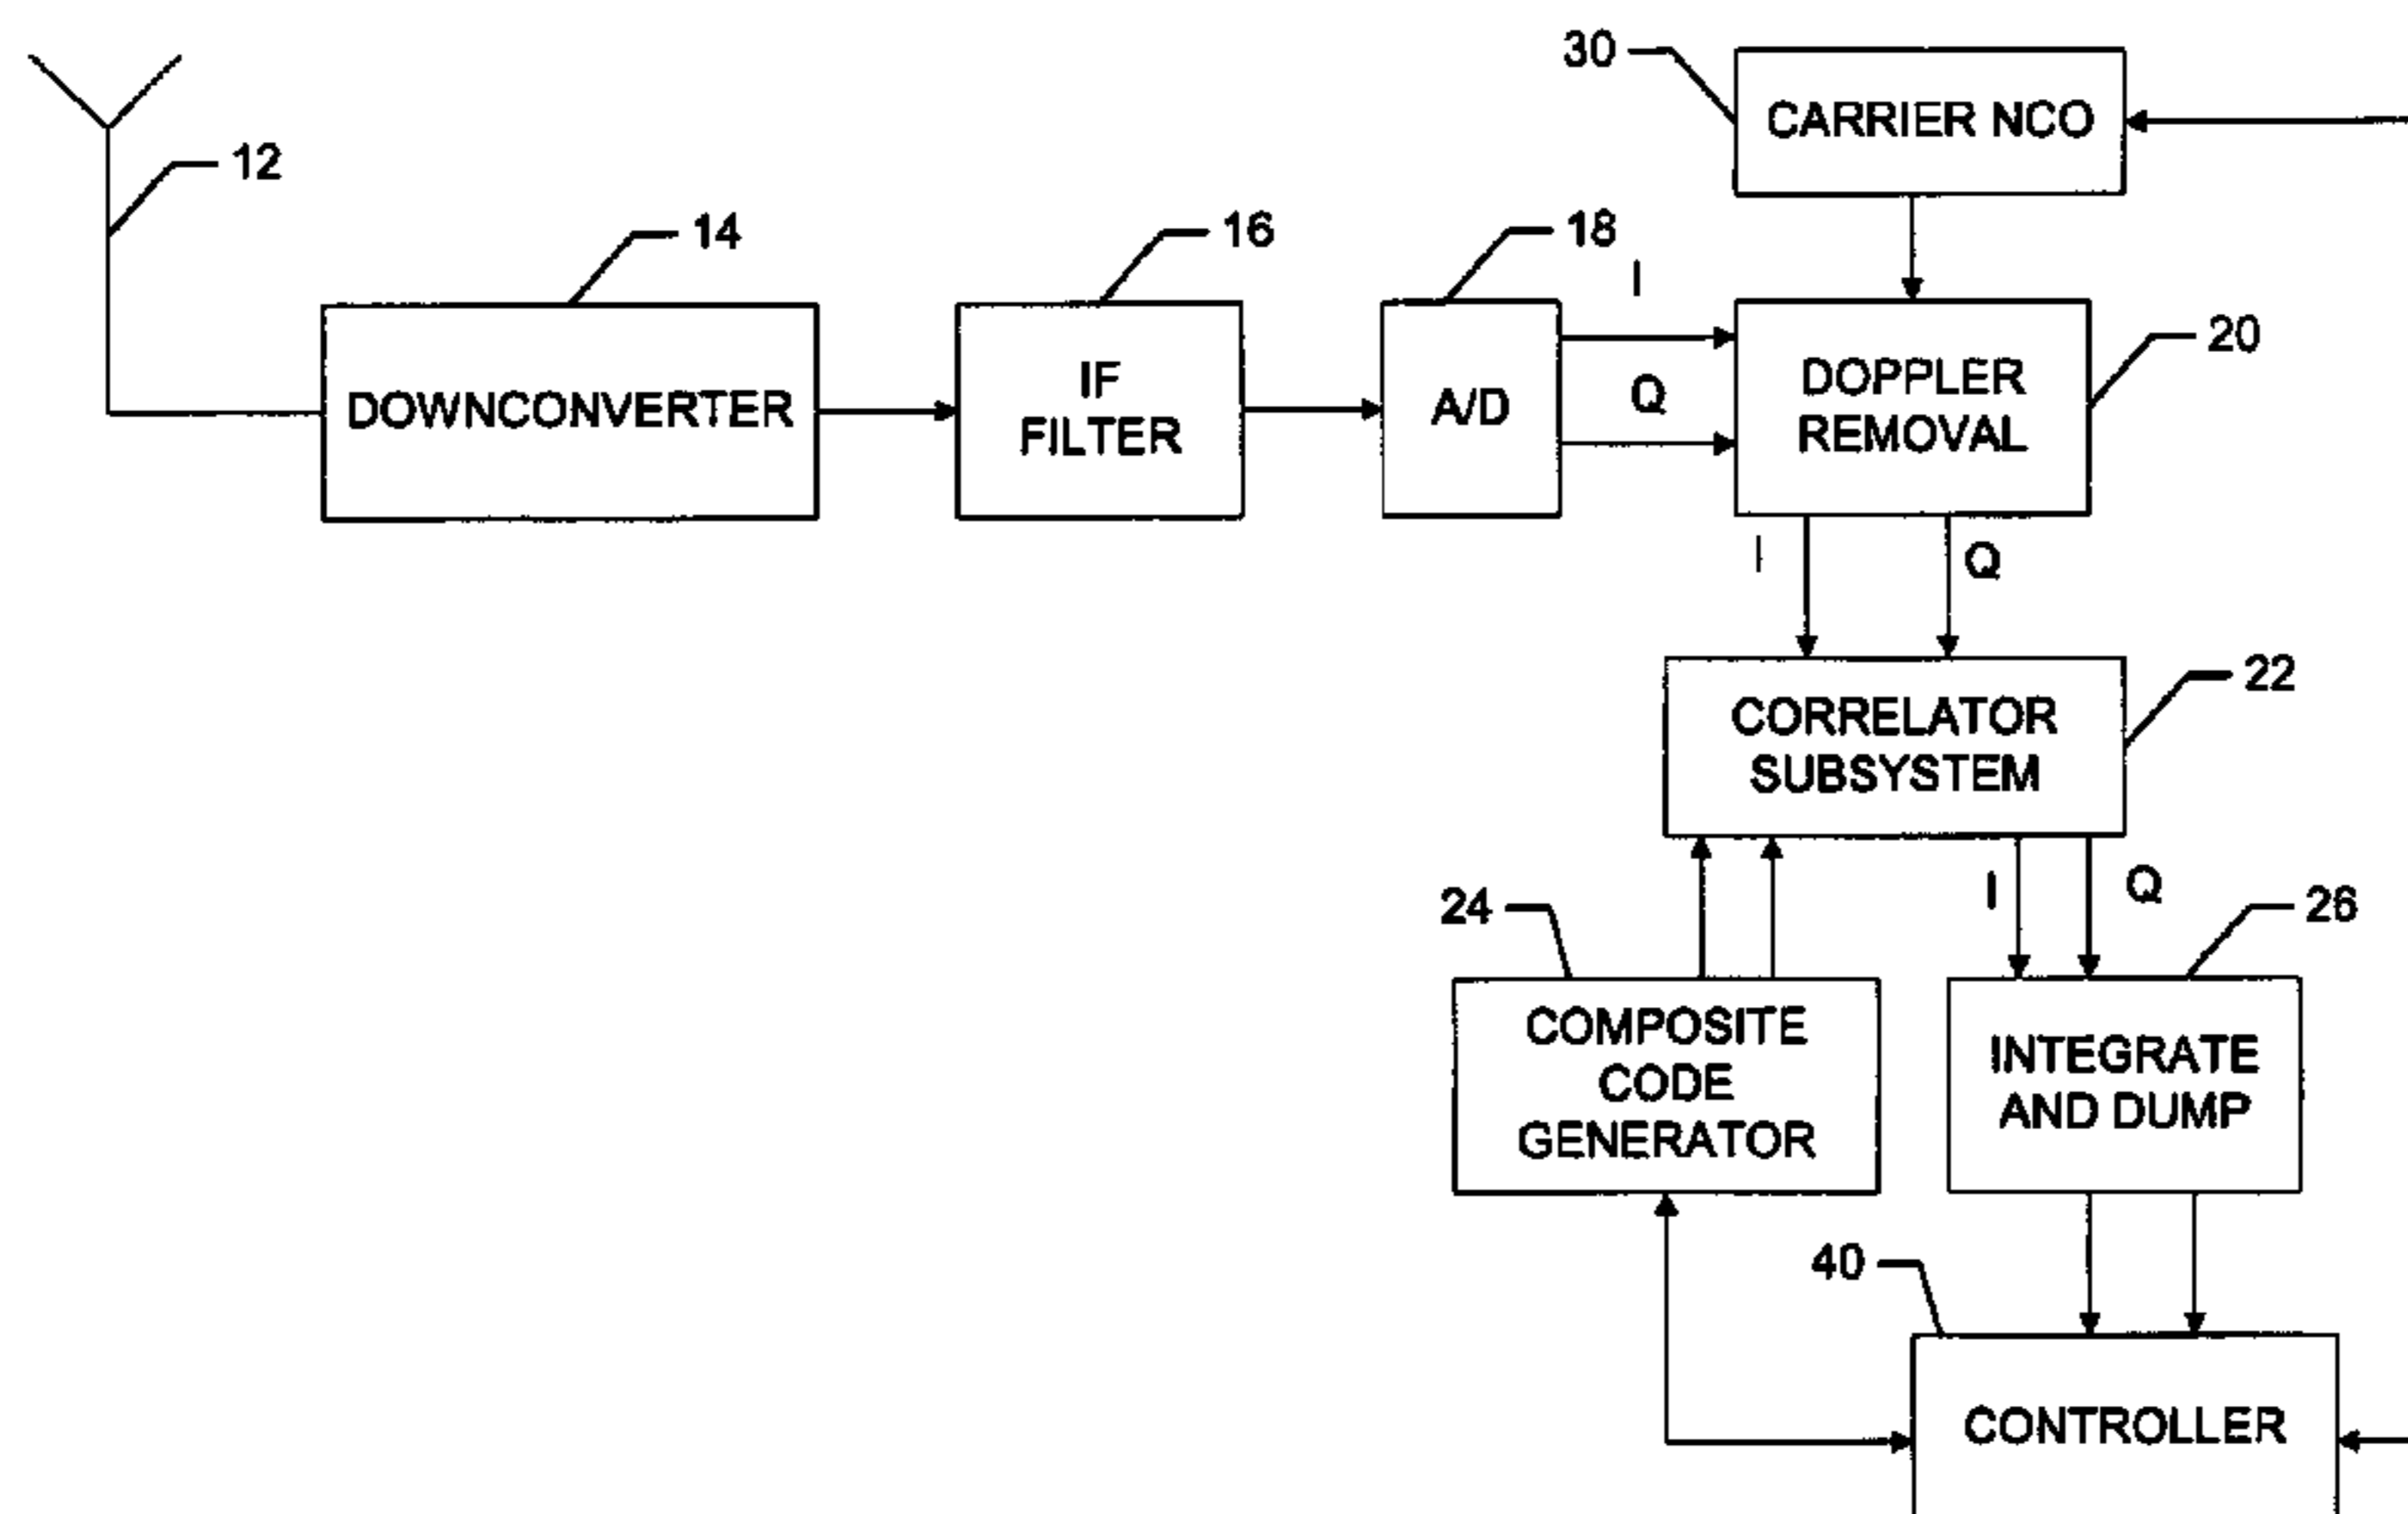 30
CARRIER NCO
12
14
16
18
I
20
DOWNCONVERTER
IF
FILTER
A/D
Q
DOPPLER
REMOVAL
I
Q
22
CORRELATOR
SUBSYSTEM
24
I
Q
26
COMPOSITE
CODE
GENERATOR
INTEGRATE
AND DUMP
40
CONTROLLER